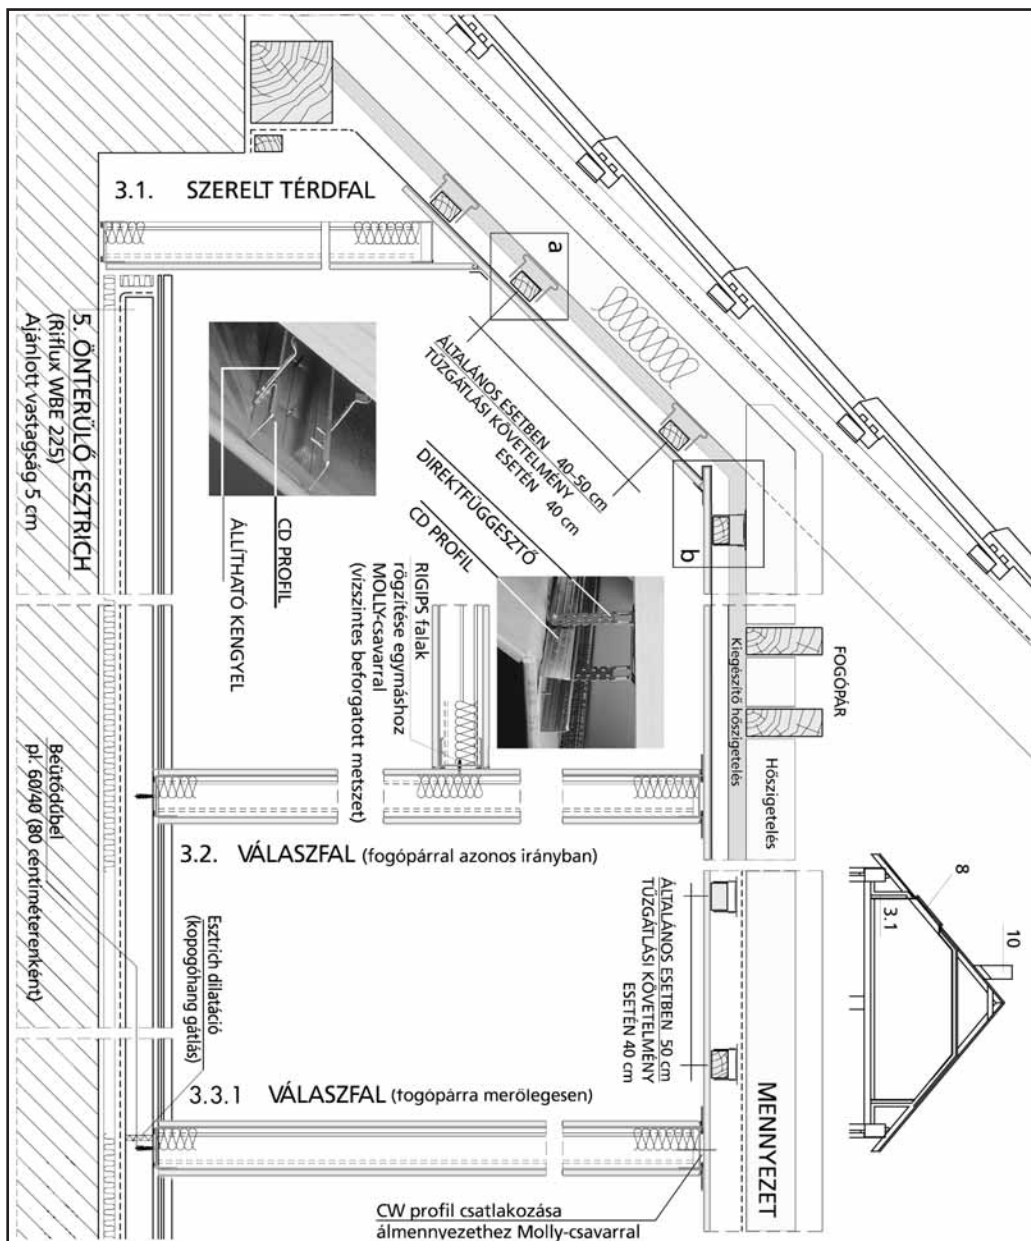 3.1. SZERELT TÉRDFAL
a
ÁLTALÁNOS ESETBEN 40–50 cm
TŰZGÁTLÁSI KÖVETELMÉNY
ESETÉN 40 cm
b
DIREKTFÜGGESZTŐ
CD PROFIL
CD PROFIL
ÁLLÍTHATÓ KENGYEL
5. ÖNTERÜLŐ ESZTRICH
(Riflux WBE 225)
Ajánlott vastagság 5 cm
RIGIPS falak
rögzítése egymáshoz
MOLLY-csavarral
(vízszintes beforgatott metszet)
FOGÓPÁR
Kiegészítő hőszigetelés
Hőszigetelés
3.2. VÁLASZFAL (fogópárral azonos irányban)
Beütődűbel
pl. 60/40 (80 centiméterenként)
Esztrich dilatáció
(kopogóhang gátlás)
ÁLTALÁNOS ESETBEN 50 cm
TŰZGÁTLÁSI KÖVETELMÉNY
ESETÉN 40 cm
8
10
3.1
MENNYEZET
3.3.1 VÁLASZFAL (fogópárra merőlegesen)
CW profil csatlakozása
álmennyezethez Molly-csavarral